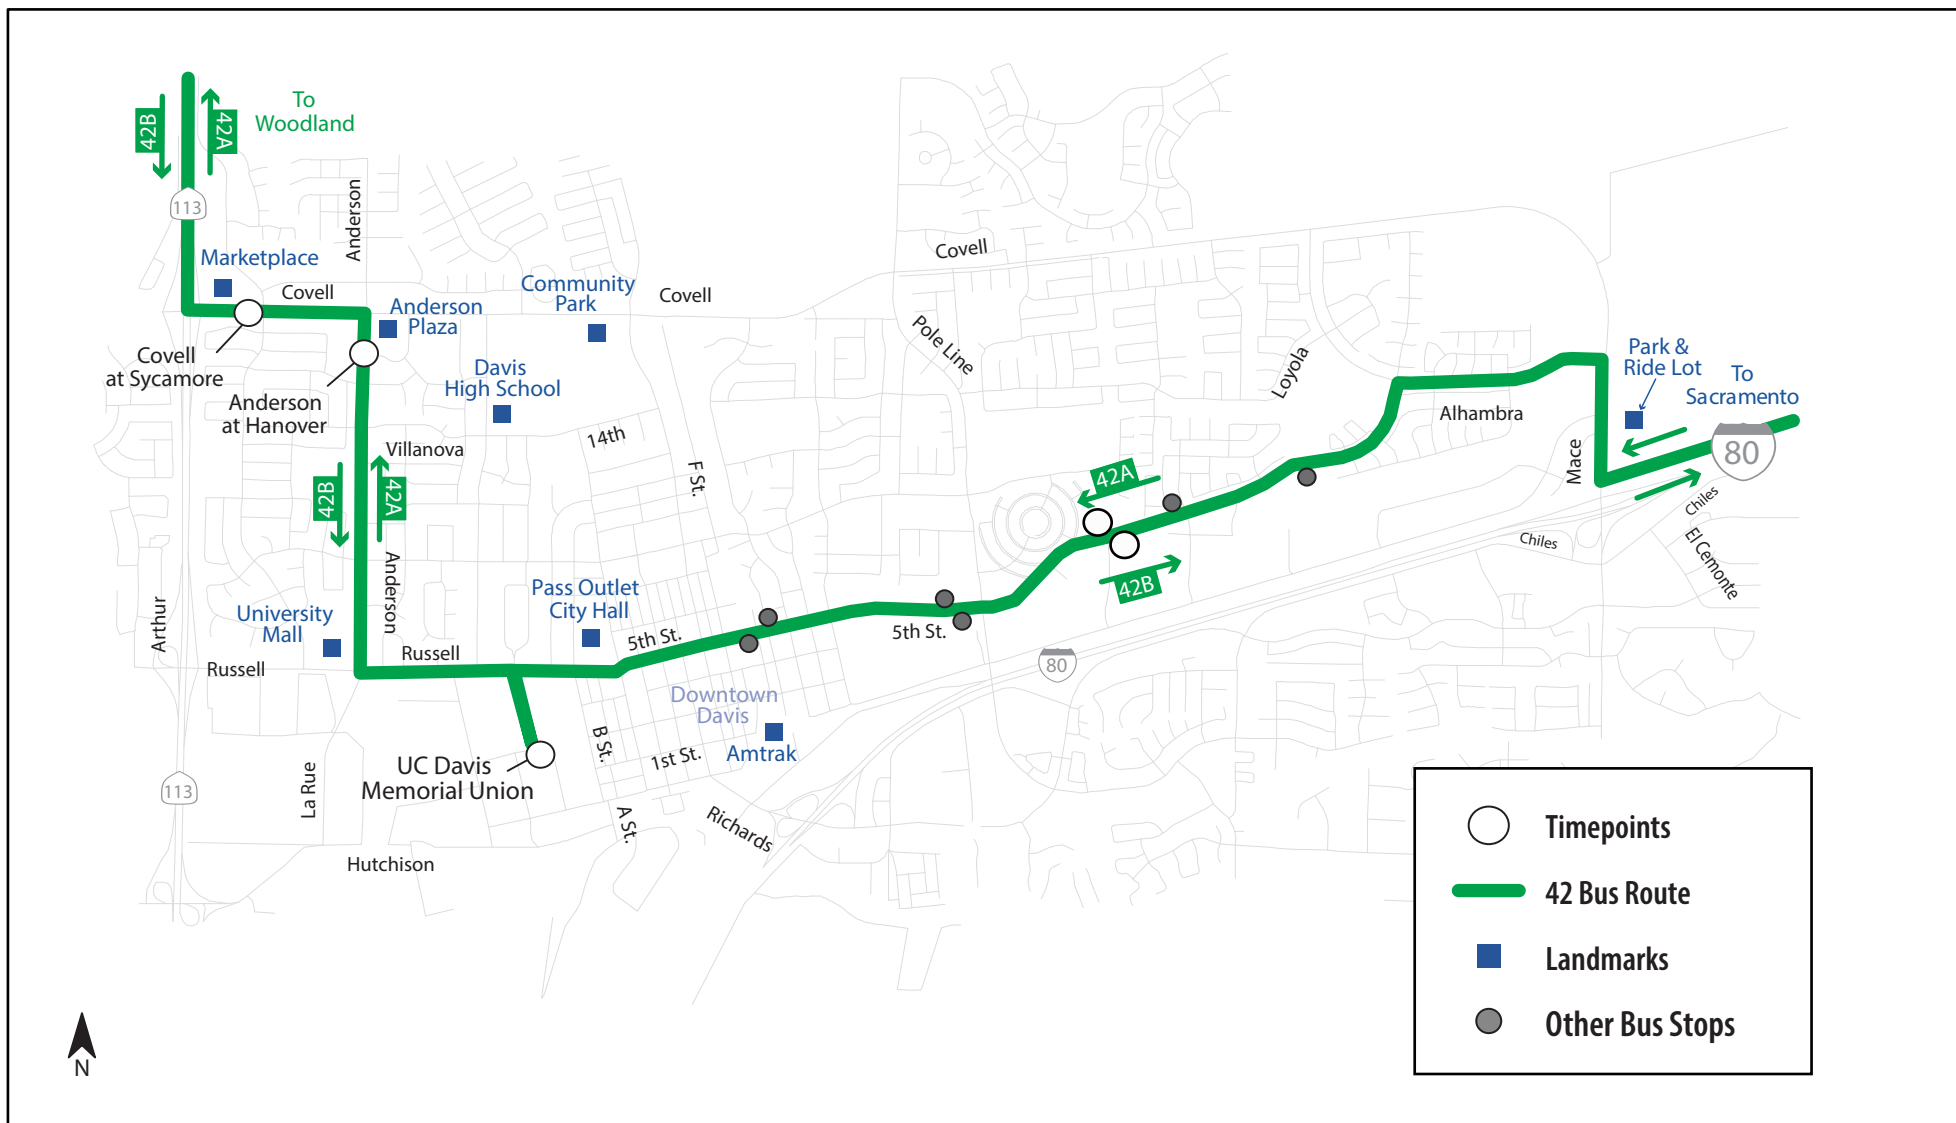 To
Woodland
42B
42A
113
Anderson
Marketplace
Covell
Anderson
Plaza
Community
Park
Covell
Covell
Pole Line
Loyola
Covell
at Sycamore
Anderson
at Hanover
Davis
High School
Villanova
14th
F St.
Park &
Ride Lot
To
Sacramento
Alhambra
Mace
80
Chiles
Chiles
El Cemonte
42A
42B
42B
42A
Anderson
Arthur
University
Mall
Pass Outlet
City Hall
5th St.
5th St.
Russell
Russell
80
Downtown
Davis
Amtrak
B St.
1st St.
UC Davis
Memorial Union
La Rue
113
A St.
Richards
Hutchison
Timepoints
42 Bus Route
Landmarks
Other Bus Stops
N